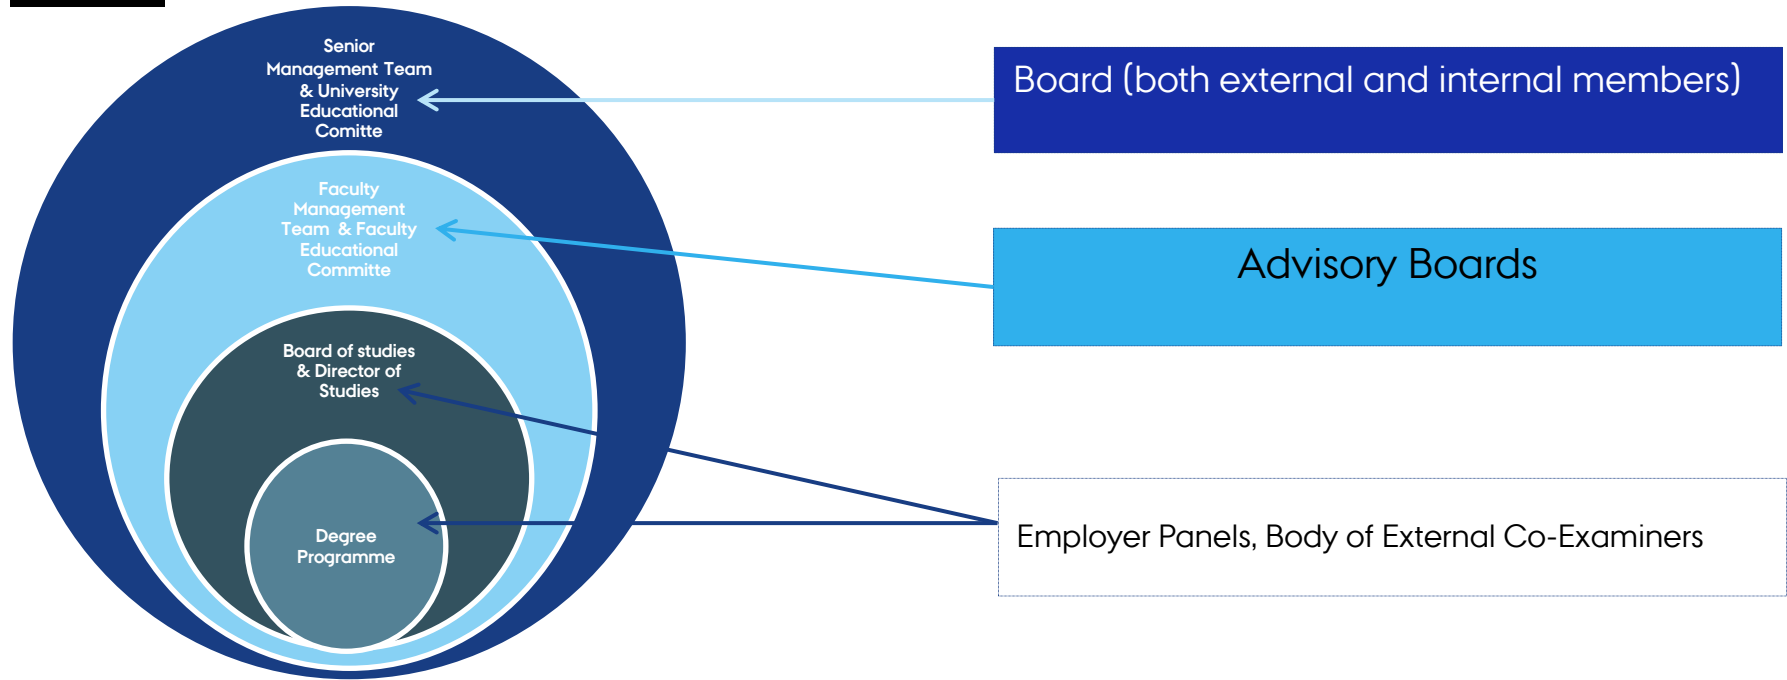 Senior
Management Team
& University
Educational
Comitte
Board (both external and internal members)
Faculty
Management
Team & Faculty
Educational
Committe
Advisory Boards
Board of studies
& Director of
Studies
Degree
Programme
Employer Panels, Body of External Co-Examiners